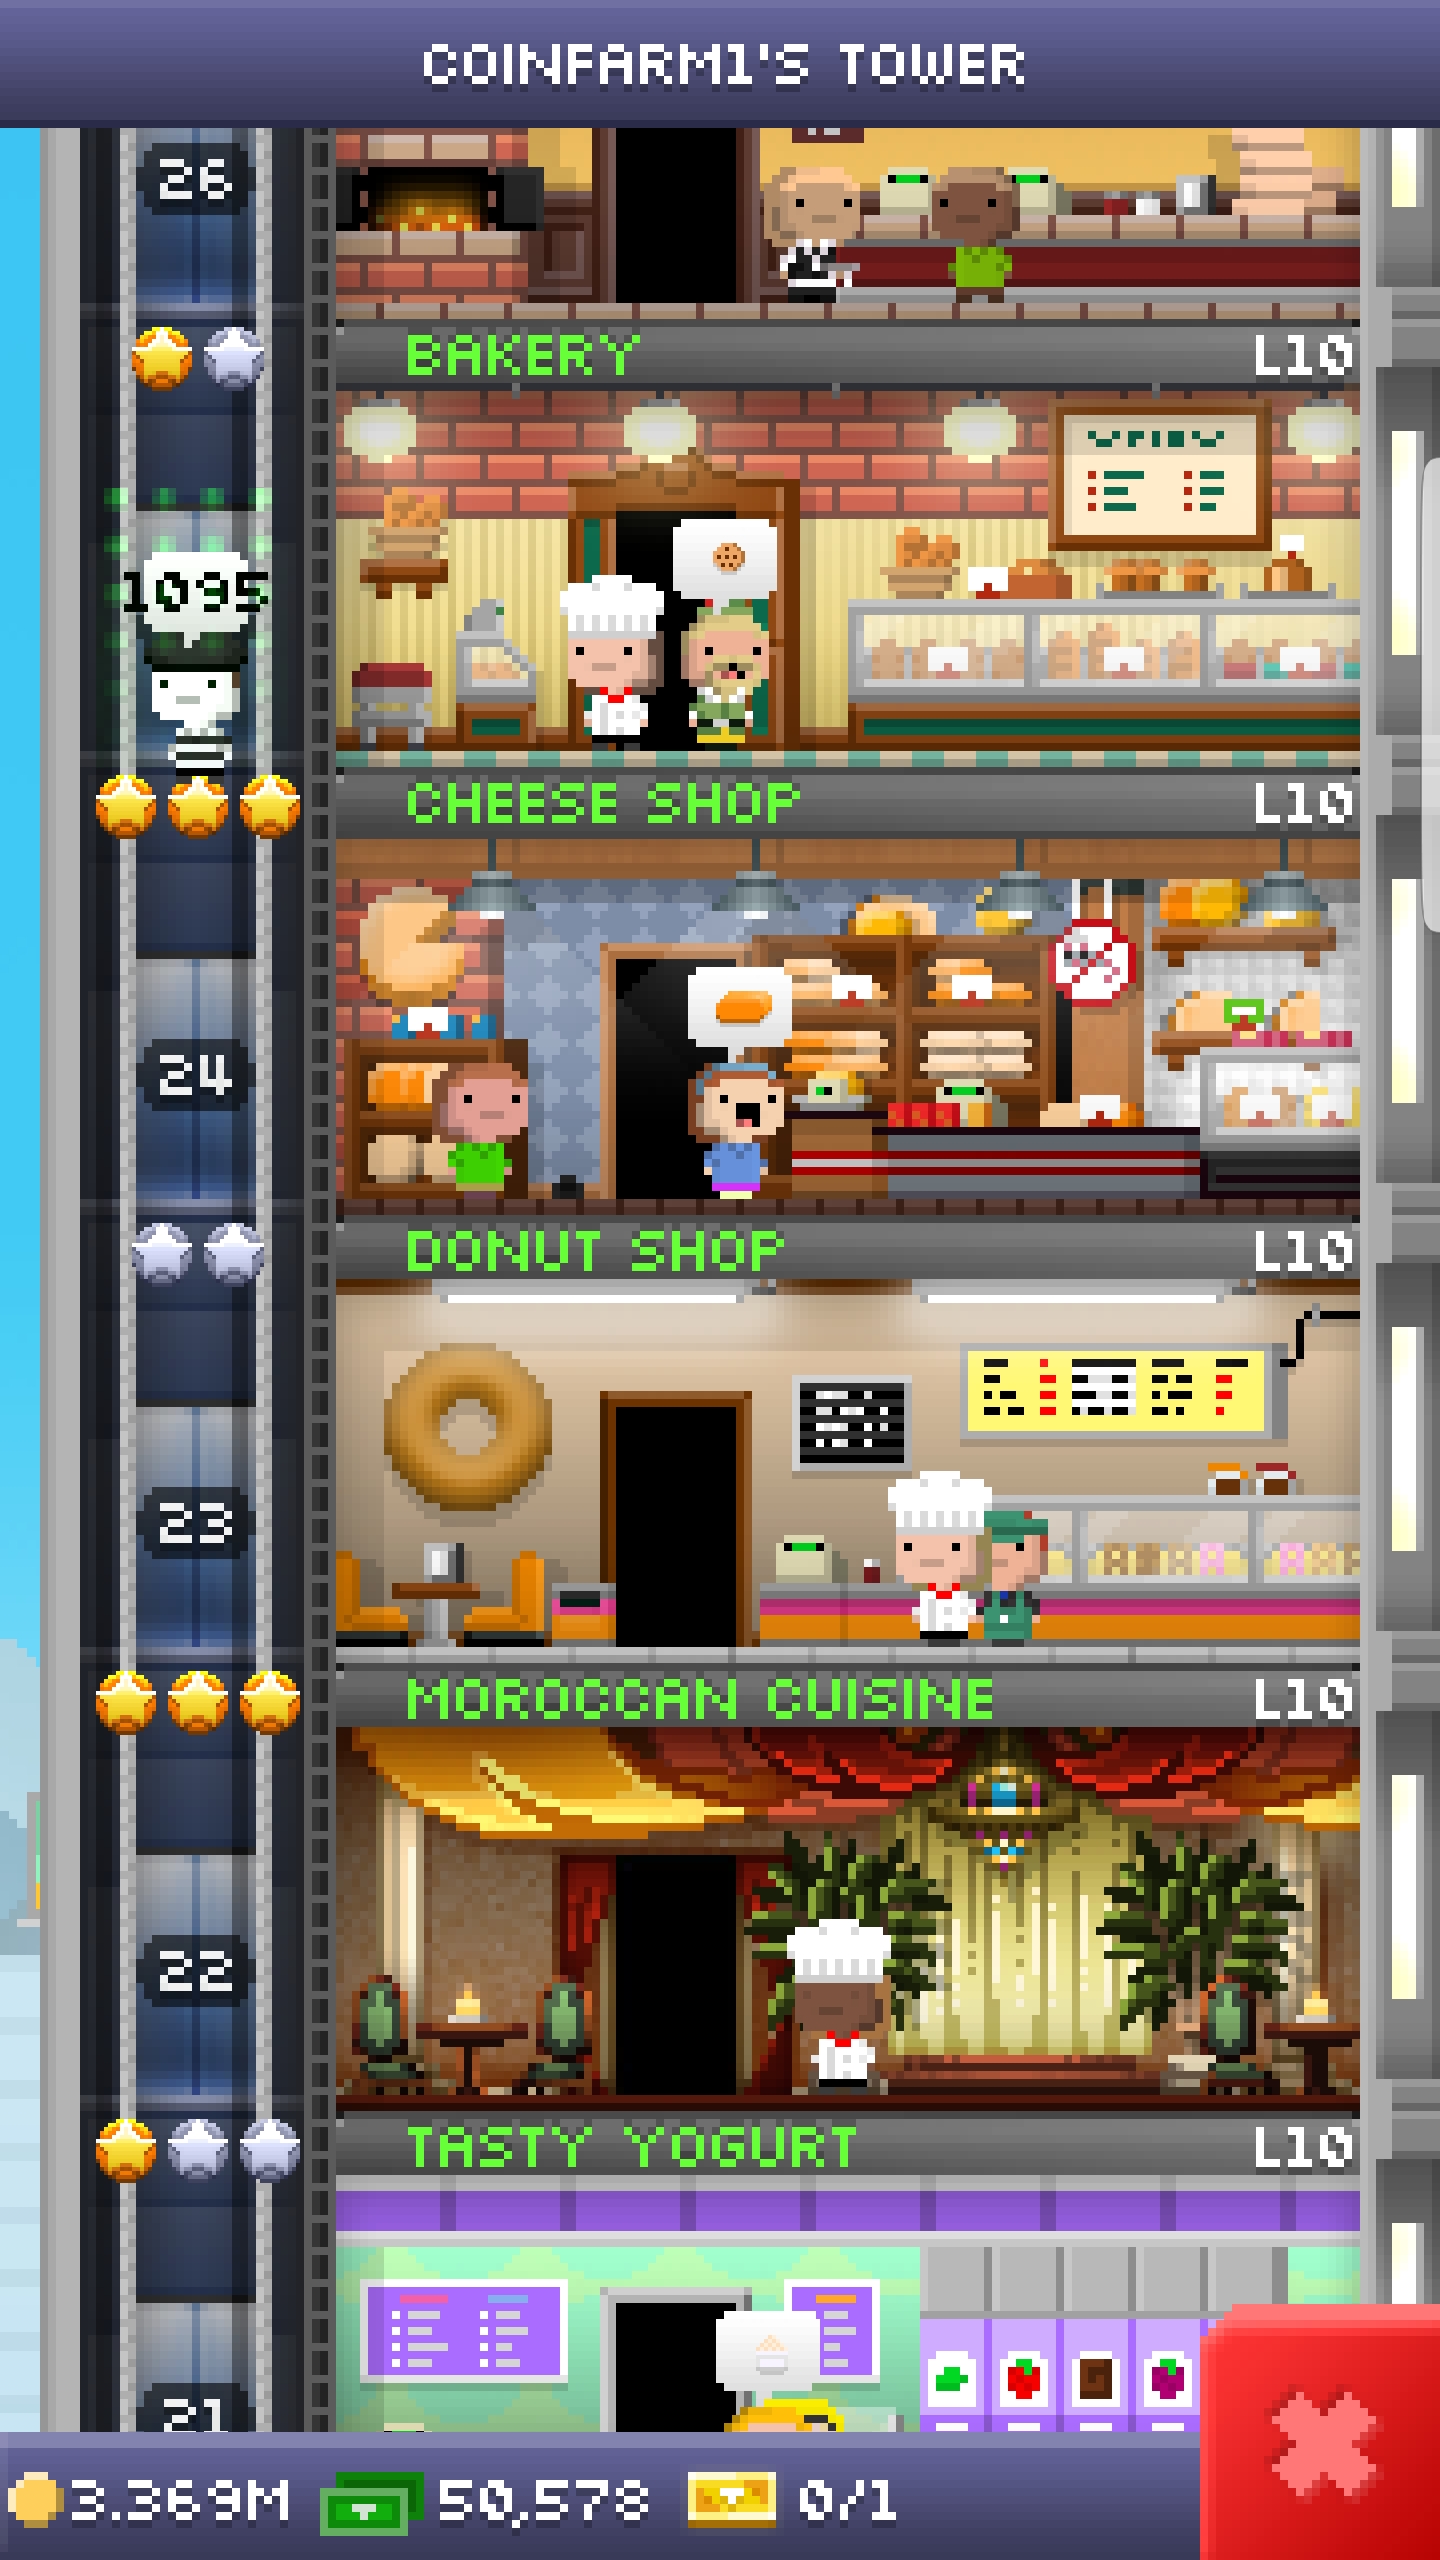 COINFARM1'S TOWER
26
BAKERY L10
1095
CHEESE SHOP L10
24
DONUT SHOP L10
23
MOROCCAN CUISINE L10
22
TASTY YOGURT L10
21
3.369M 50,578 0/1